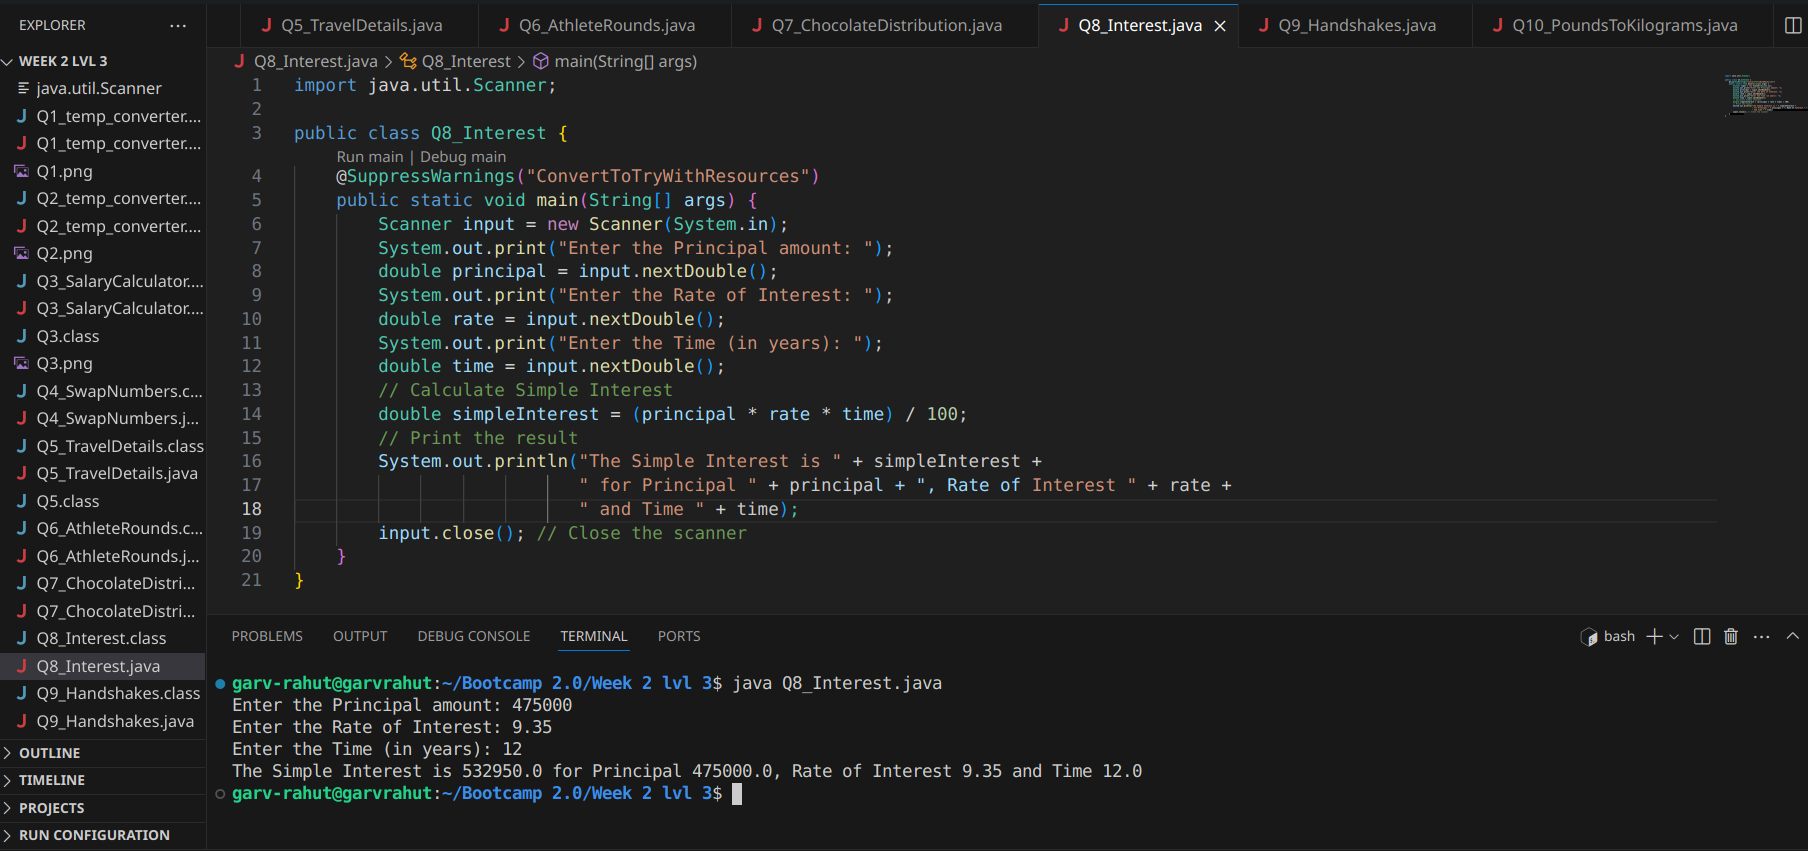 EXPLORER
WEEK 2 LVL 3
java.util.Scanner
Q1_temp_converter....
Q1_temp_converter....
Q1.png
Q2_temp_converter....
Q2_temp_converter....
Q2.png
Q3_SalaryCalculator....
Q3_SalaryCalculator....
Q3.class
Q3.png
Q4_SwapNumbers.c...
Q4_SwapNumbers.j...
Q5_TravelDetails.class
Q5_TravelDetails.java
Q5.class
Q6_AthleteRounds.c...
Q6_AthleteRounds.j...
Q7_ChocolateDistri...
Q7_ChocolateDistri...
Q8_Interest.class
Q8_Interest.java
Q9_Handshakes.class
Q9_Handshakes.java
OUTLINE
TIMELINE
PROJECTS
RUN CONFIGURATION
Q5_TravelDetails.java Q6_AthleteRounds.java Q7_ChocolateDistribution.java Q8_Interest.java Q9_Handshakes.java Q10_PoundsToKilograms.java
Q8_Interest.java > Q8_Interest > main(String[] args)
1 import java.util.Scanner;
2
3 public class Q8_Interest {
Run main | Debug main
4 @SuppressWarnings("ConvertToTryWithResources")
5 public static void main(String[] args) {
6 Scanner input = new Scanner(System.in);
7 System.out.print("Enter the Principal amount: ");
8 double principal = input.nextDouble();
9 System.out.print("Enter the Rate of Interest: ");
10 double rate = input.nextDouble();
11 System.out.print("Enter the Time (in years): ");
12 double time = input.nextDouble();
13 // Calculate Simple Interest
14 double simpleInterest = (principal * rate * time) / 100;
15 // Print the result
16 System.out.println("The Simple Interest is " + simpleInterest +
17 " for Principal " + principal + ", Rate of Interest " + rate +
18 " and Time " + time);
19 input.close(); // Close the scanner
20 }
21 }
PROBLEMS OUTPUT DEBUG CONSOLE TERMINAL PORTS
bash
garv-rahut@garvrahut:~/Bootcamp 2.0/Week 2 lvl 3$ java Q8_Interest.java
Enter the Principal amount: 475000
Enter the Rate of Interest: 9.35
Enter the Time (in years): 12
The Simple Interest is 532950.0 for Principal 475000.0, Rate of Interest 9.35 and Time 12.0
garv-rahut@garvrahut:~/Bootcamp 2.0/Week 2 lvl 3$